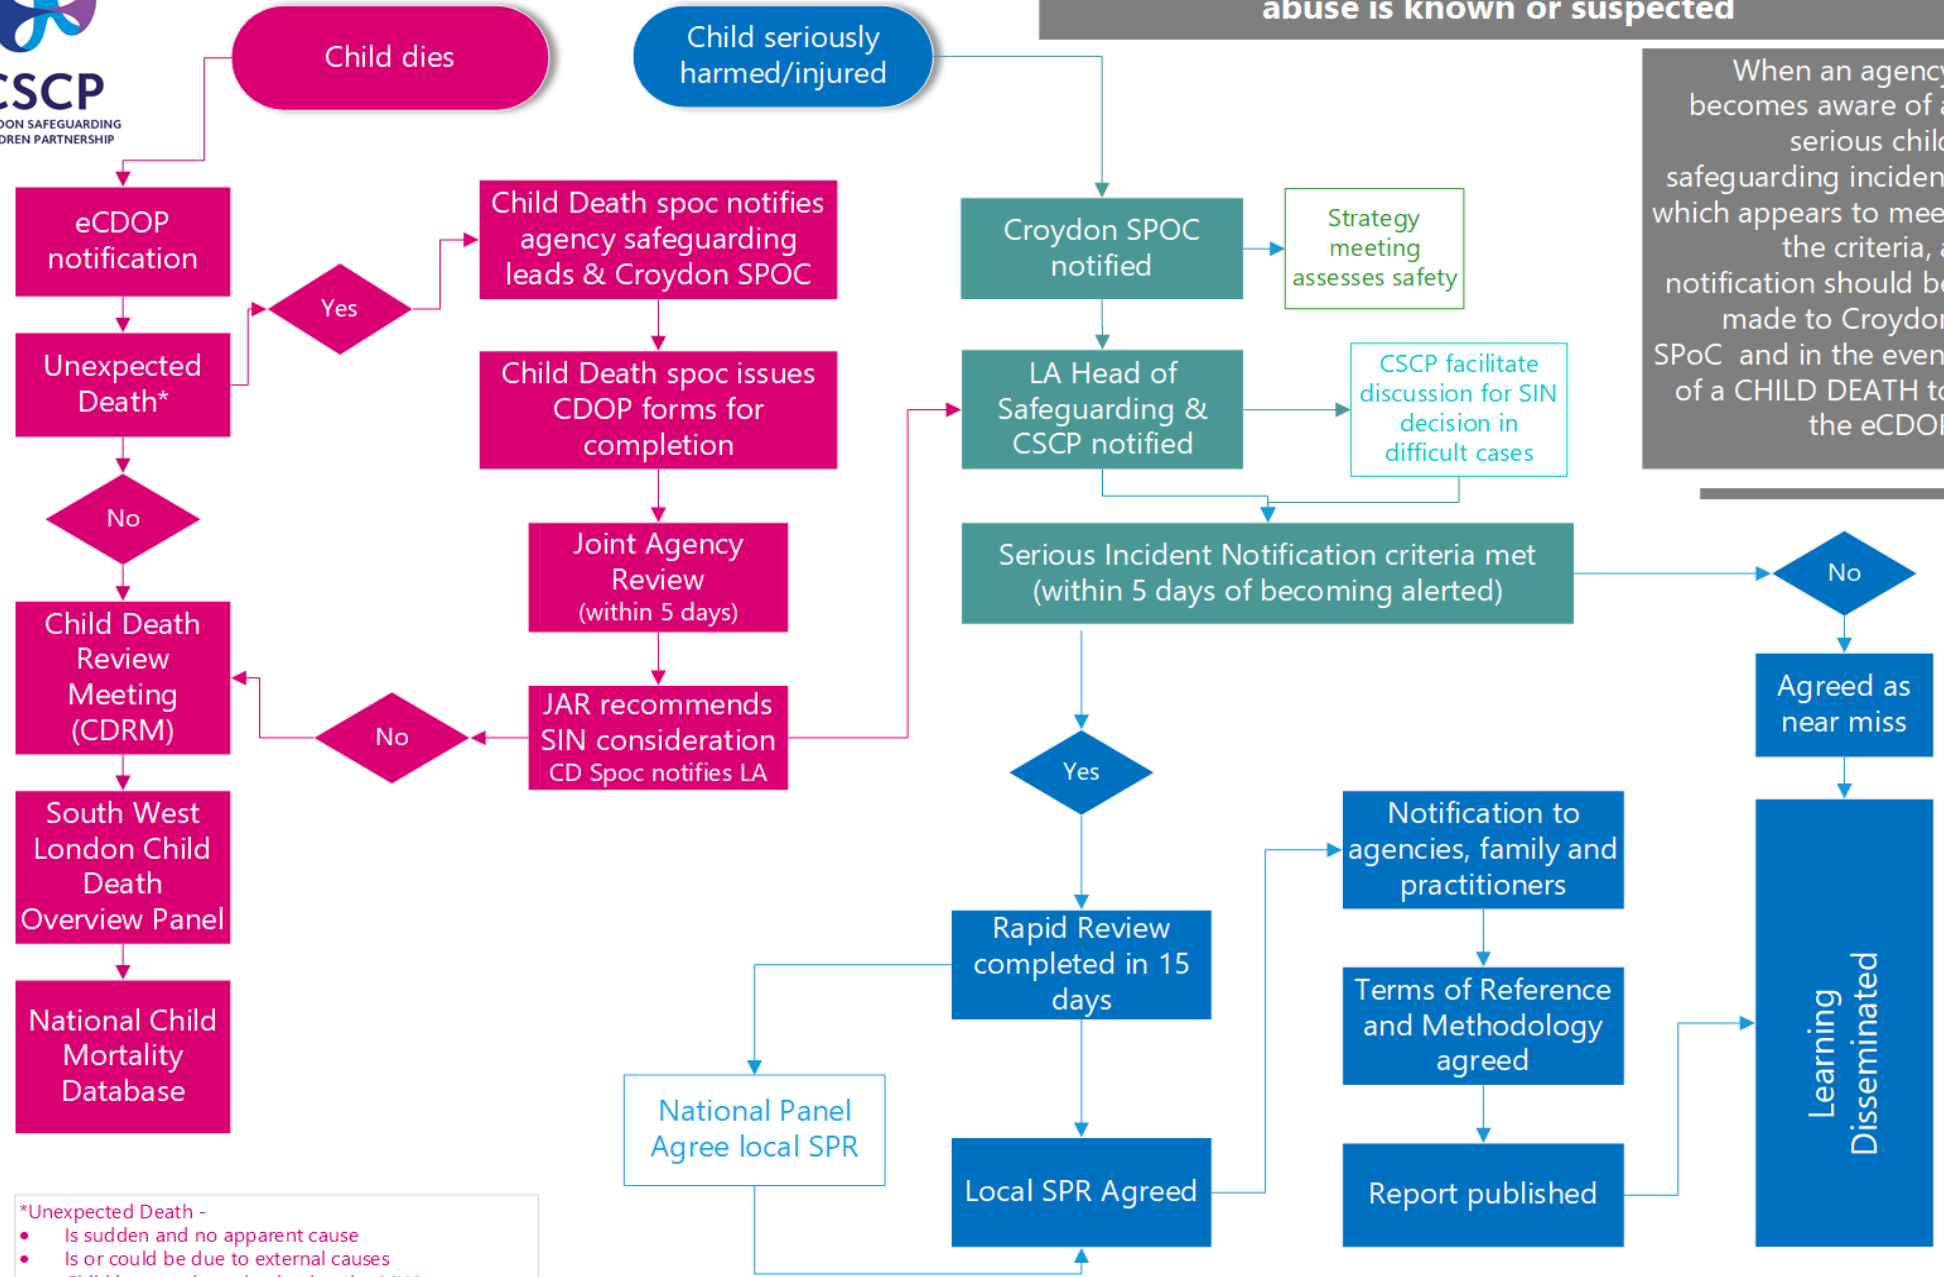 abuse is known or suspected
CSCP
DON SAFEGUARDING
DREN PARTNERSHIP
Child dies
Child seriously
harmed/injured
When an agency
becomes aware of a
serious child
safeguarding inciden
which appears to mee
the criteria, a
notification should be
made to Croydon
SPoC and in the even
of a CHILD DEATH to
the eCDOP
eCDOP
notification
Unexpected
Death*
Yes
No
Child Death spoc notifies
agency safeguarding
leads & Croydon SPOC
Child Death spoc issues
CDOP forms for
completion
Joint Agency
Review
(within 5 days)
JAR recommends
SIN consideration
CD Spoc notifies LA
No
Child Death
Review
Meeting
(CDRM)
South West
London Child
Death
Overview Panel
National Child
Mortality
Database
Croydon SPOC
notified
Strategy
meeting
assesses safety
LA Head of
Safeguarding &
CSCP notified
CSCP facilitate
discussion for SIN
decision in
difficult cases
Serious Incident Notification criteria met
(within 5 days of becoming alerted)
No
Agreed as
near miss
Yes
Rapid Review
completed in 15
days
National Panel
Agree local SPR
Local SPR Agreed
Notification to
agencies, family and
practitioners
Terms of Reference
and Methodology
agreed
Report published
Learning
Disseminated
*Unexpected Death -
• Is sudden and no apparent cause
• Is or could be due to external causes